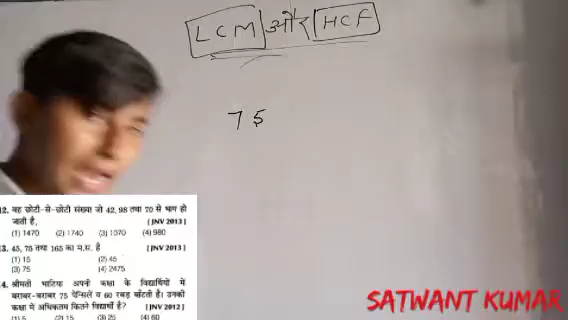 LCM और HCF
75
12. वह छोटी-से-छोटी संख्या जो 42, 98 तथा 70 से भाग हो
जाती है, [JNV 2013]
(1) 1470 (2) 1740 (3) 1070 (4) 980
3. 45, 75 तथा 165 का म.स. है [JNV 2013]
(1) 15 (2) 45
(3) 75 (4) 2475
4. श्रीमती भाटिया अपनी कक्षा के विद्यार्थियों में
बराबर-बराबर 75 पेन्सिलें व 60 रबड़ बाँटती है। उनकी
कक्षा में अधिकतम कितने विद्यार्थी हैं? [JNV 2012]
(1) 5 (2) 15 (3) 25 (4) 60
SATWANT KUMAR